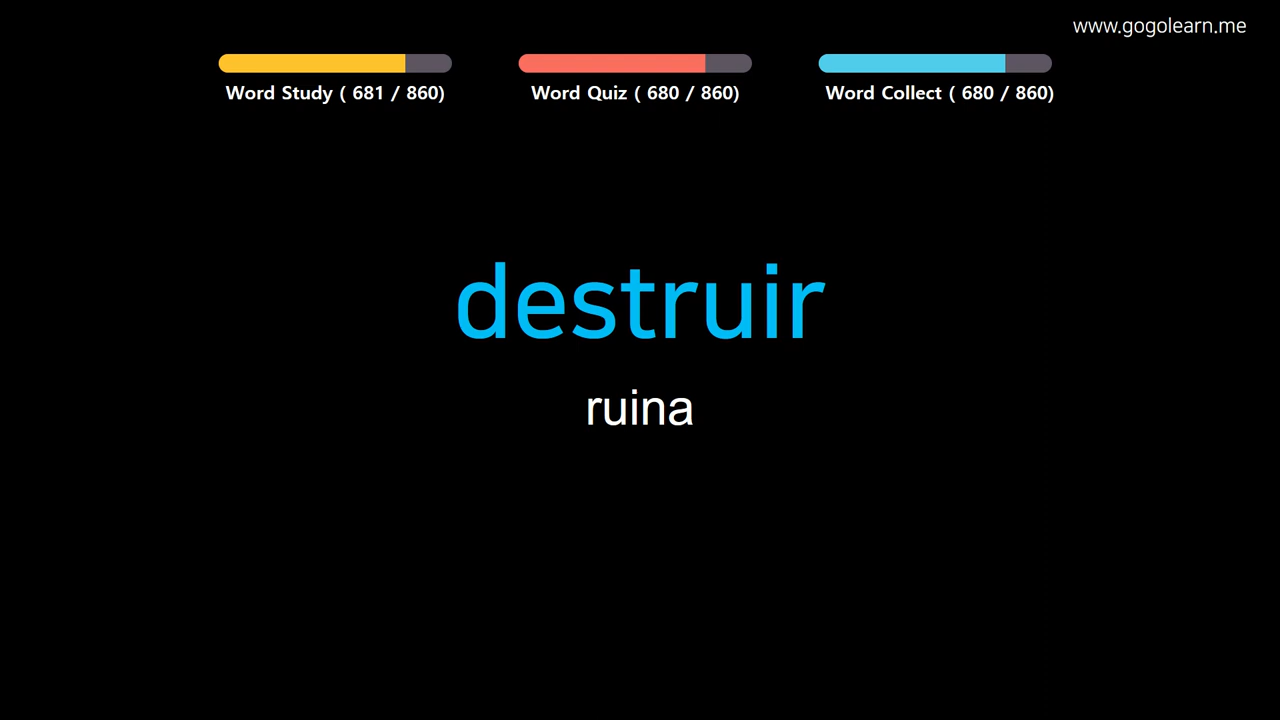 www.gogolearn.me
Word Study ( 681 / 860)
Word Quiz ( 680 / 860)
Word Collect ( 680 / 860)
destruir
ruina